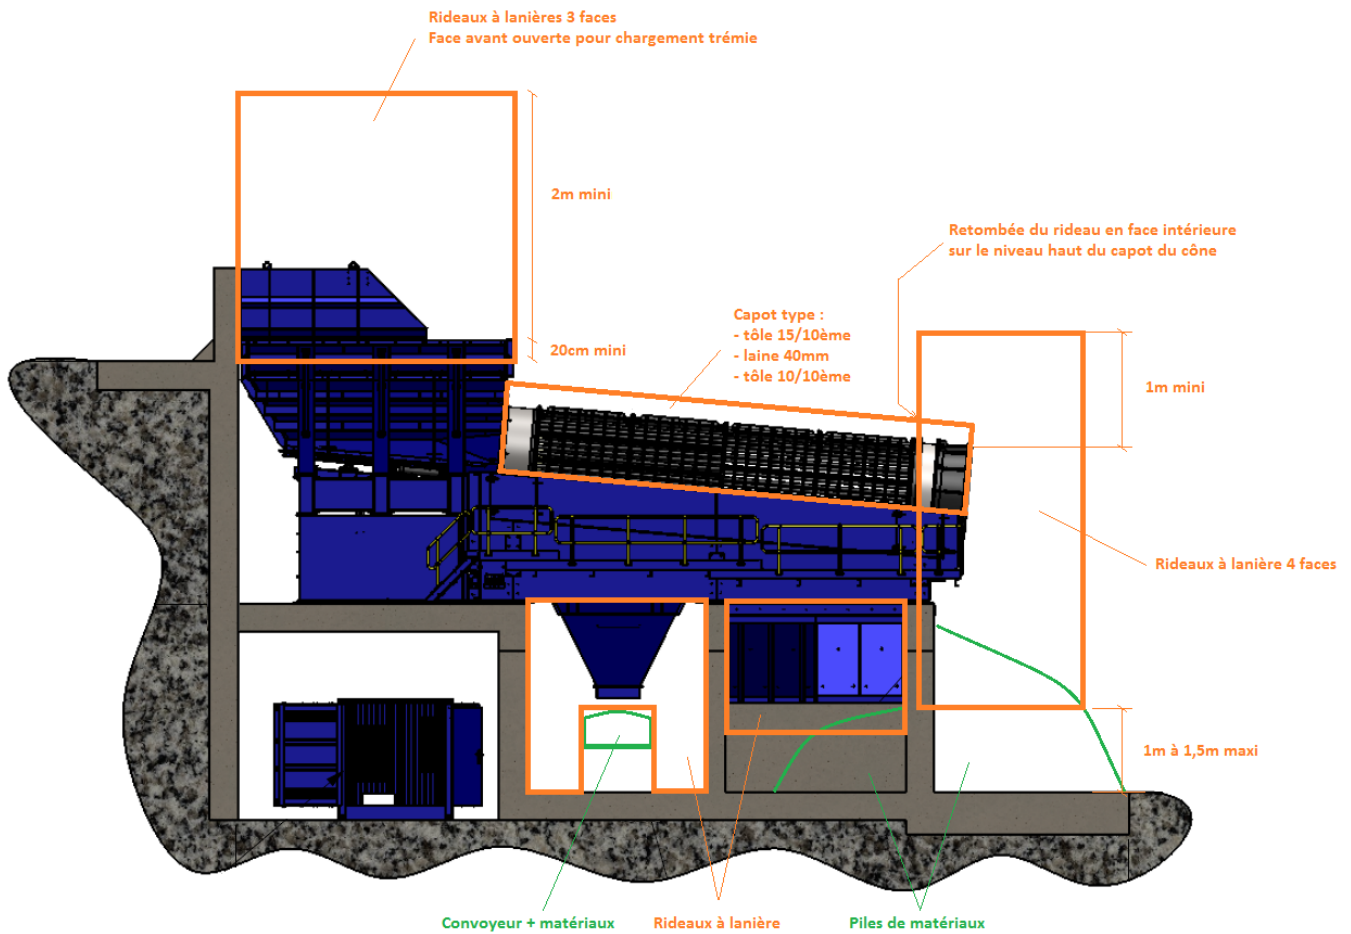 Rideaux à lanières 3 faces
Face avant ouverte pour chargement trémie
2m mini
Retombée du rideau en face intérieure
sur le niveau haut du capot du cône
Capot type :
- tôle 15/10ème
- laine 40mm
- tôle 10/10ème
20cm mini
1m mini
Rideaux à lanière 4 faces
1m à 1,5m maxi
Convoyeur + matériaux
Rideaux à lanière
Piles de matériaux